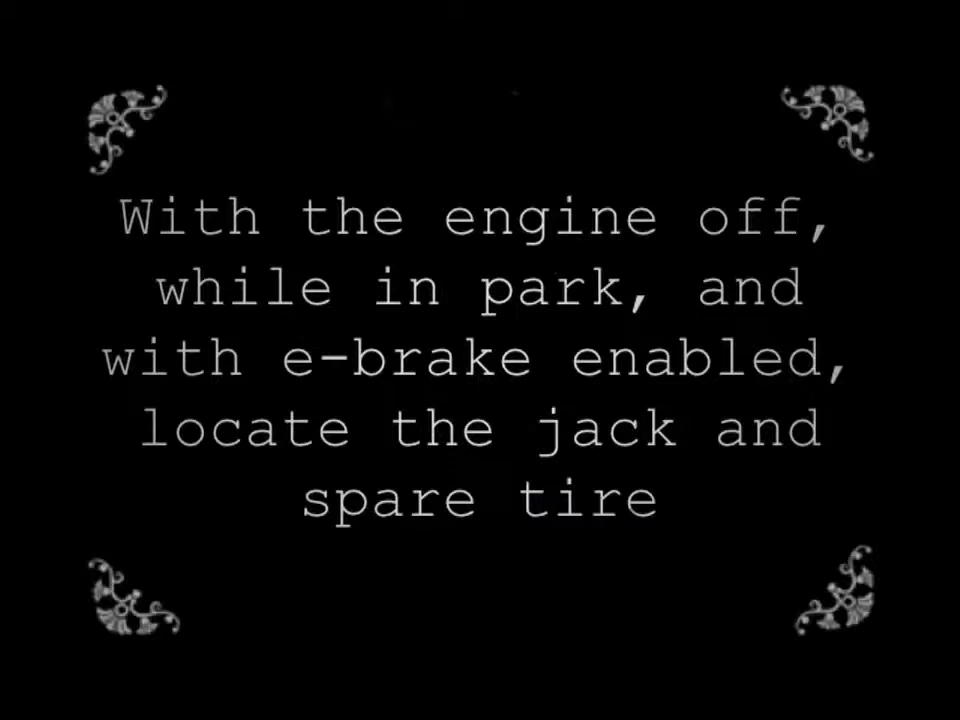 With the engine off,
while in park, and
with e-brake enabled,
locate the jack and
spare tire